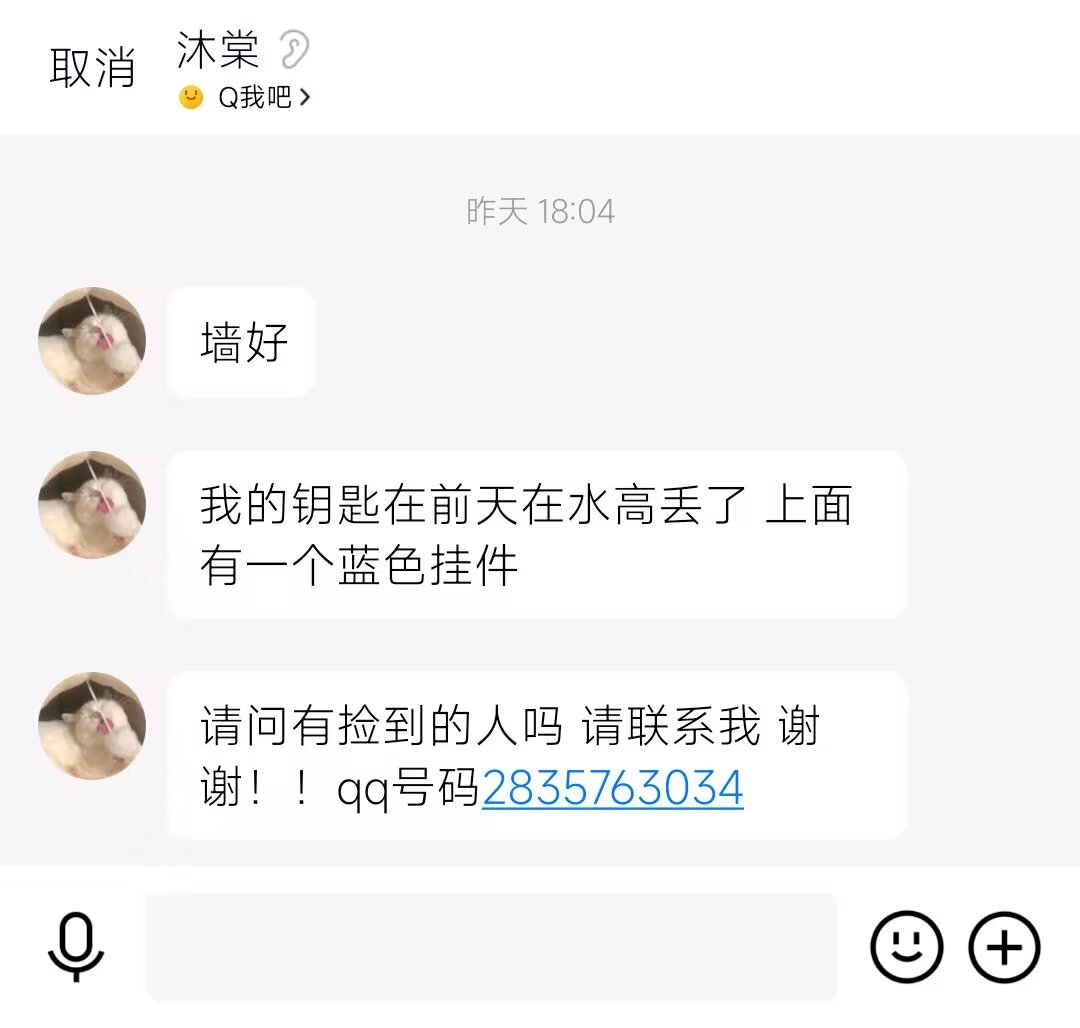 取消
沐棠
Q我吧
昨天 18:04
墙好
我的钥匙在前天在水高丢了 上面
有一个蓝色挂件
请问有捡到的人吗 请联系我 谢
谢！！qq号码2835763034